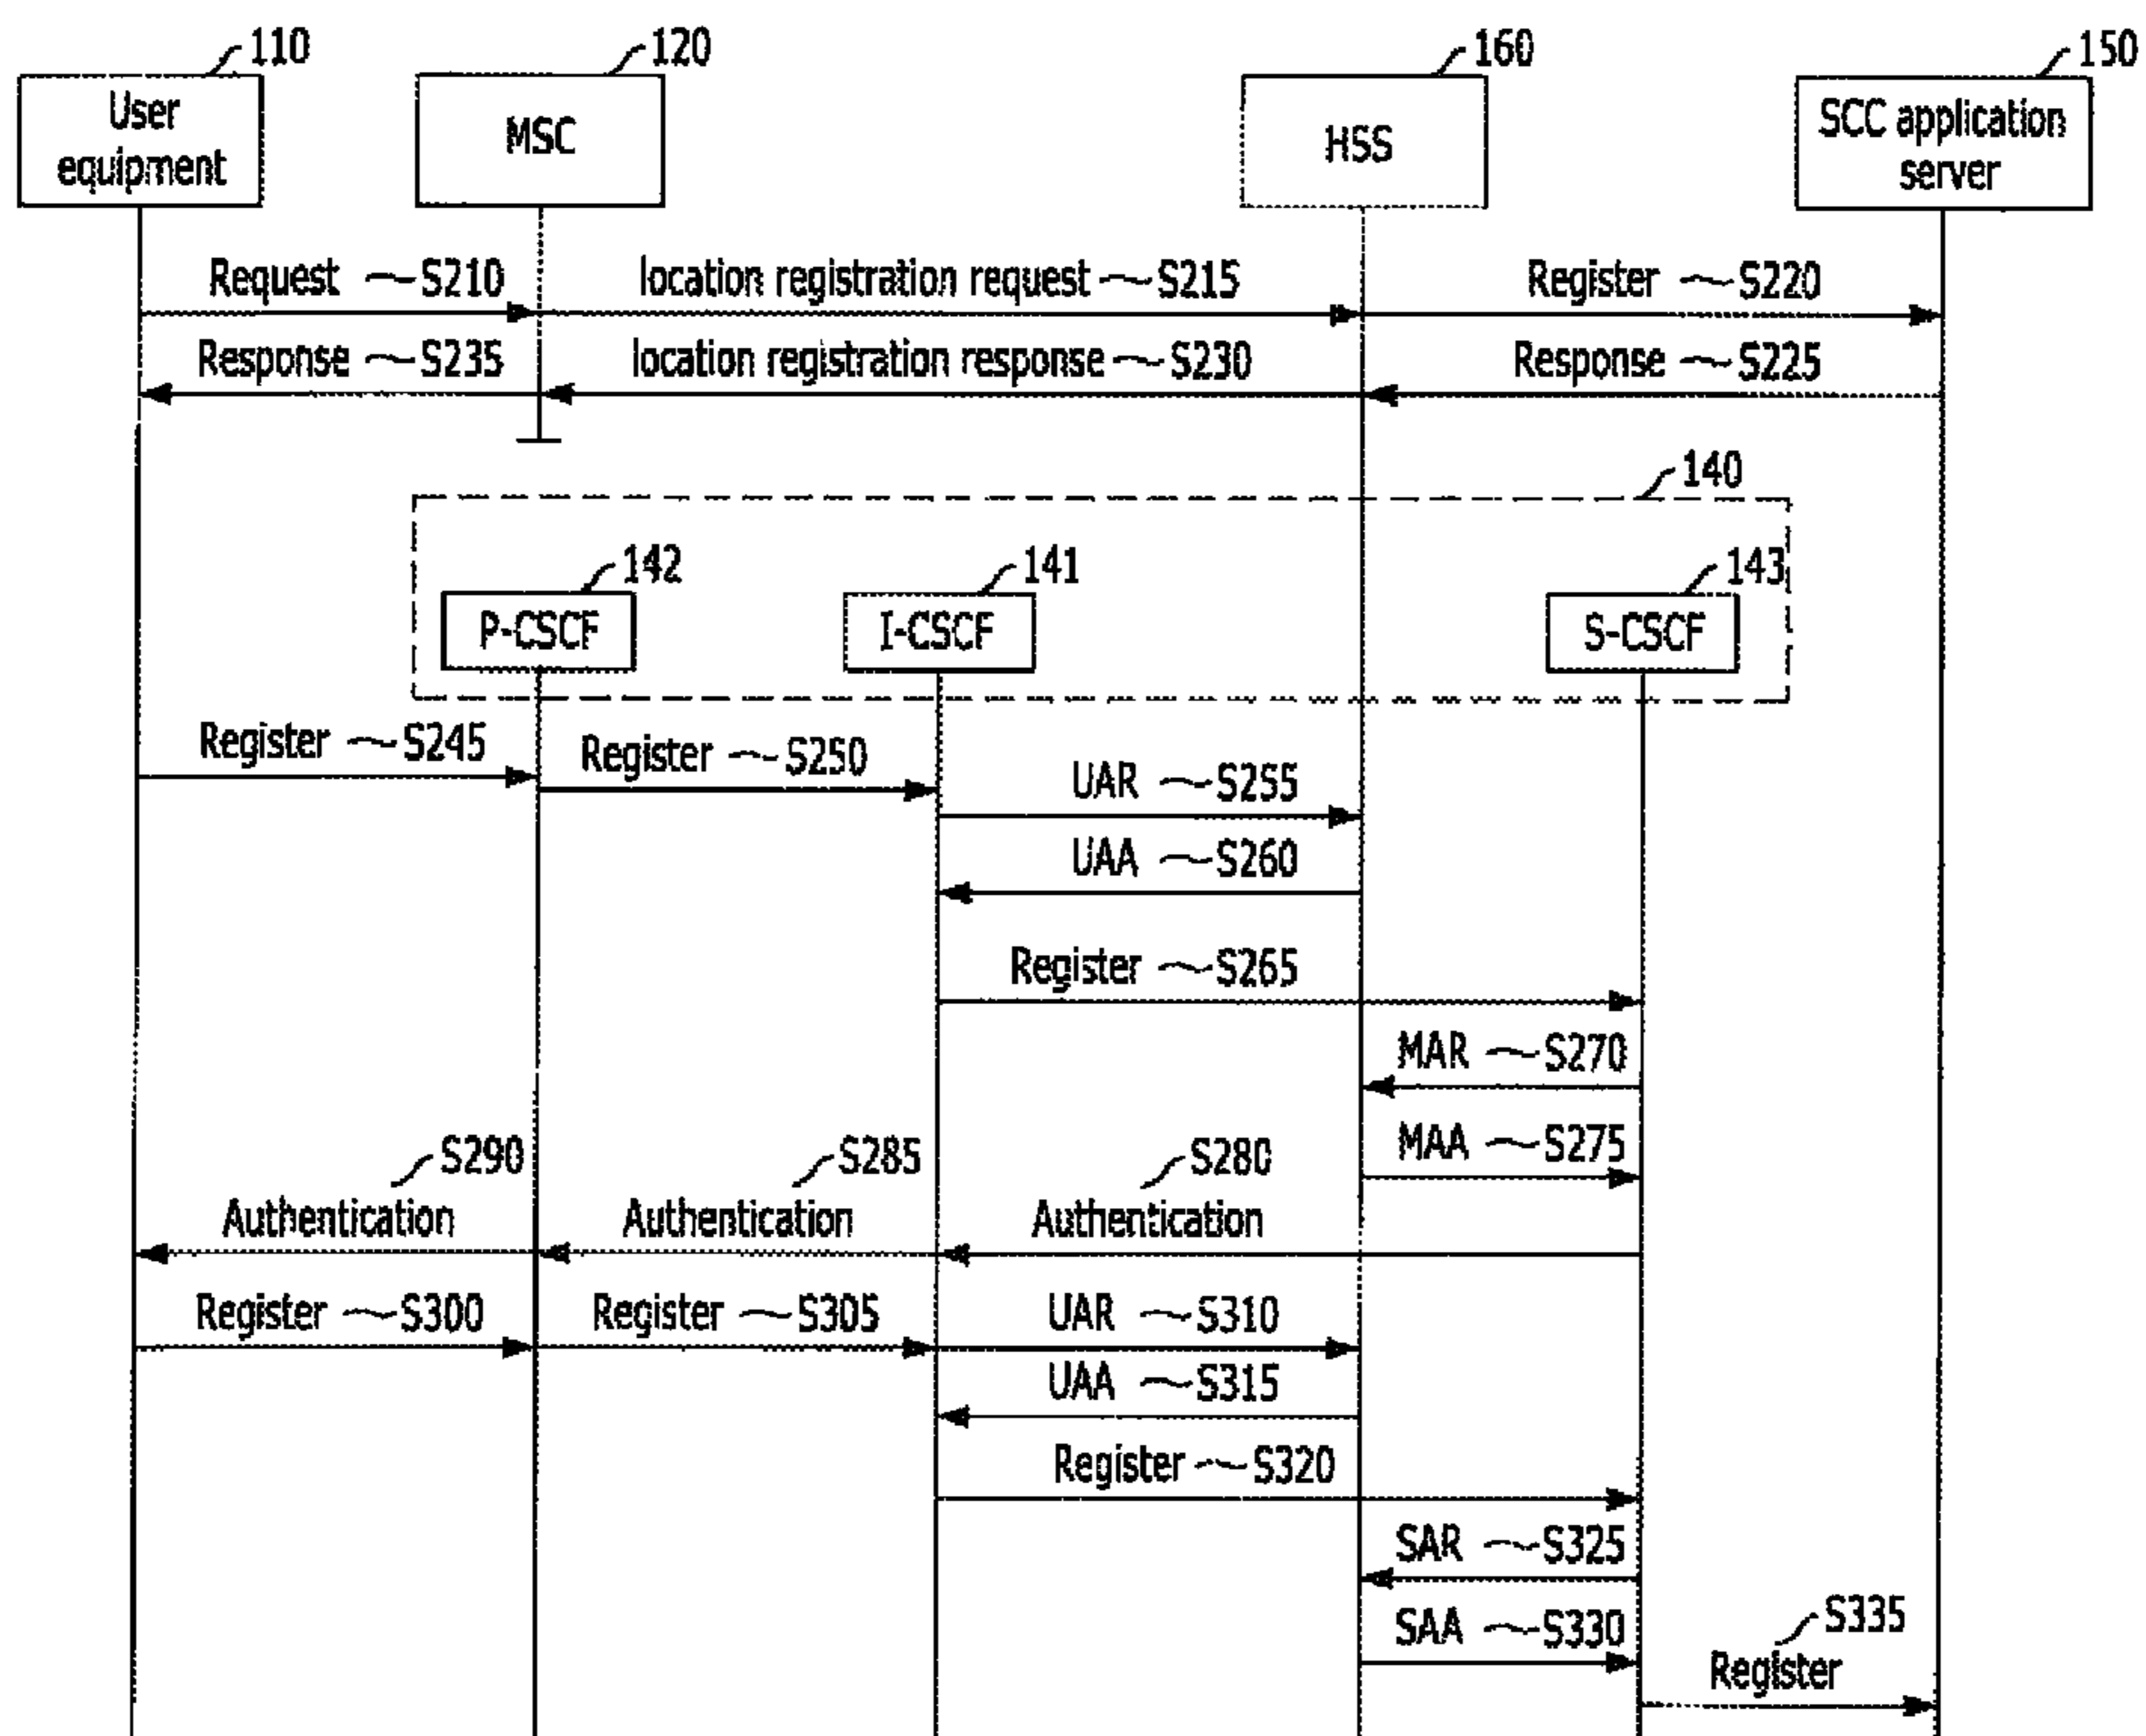 110
120
160
150
User
equipment
MSC
HSS
SCC application
server
Request S210
location registration request S215
Register S220
Response S235
location registration response S230
Response S225
140
142
141
143
P-CSCF
I-CSCF
S-CSCF
Register S245
Register S250
UAR S255
UAA S260
Register S265
MAR S270
MAA S275
S290
S285
S280
Authentication
Authentication
Authentication
Register S300
Register S305
UAR S310
UAA S315
Register S320
SAR S325
SAA S330
S335
Register